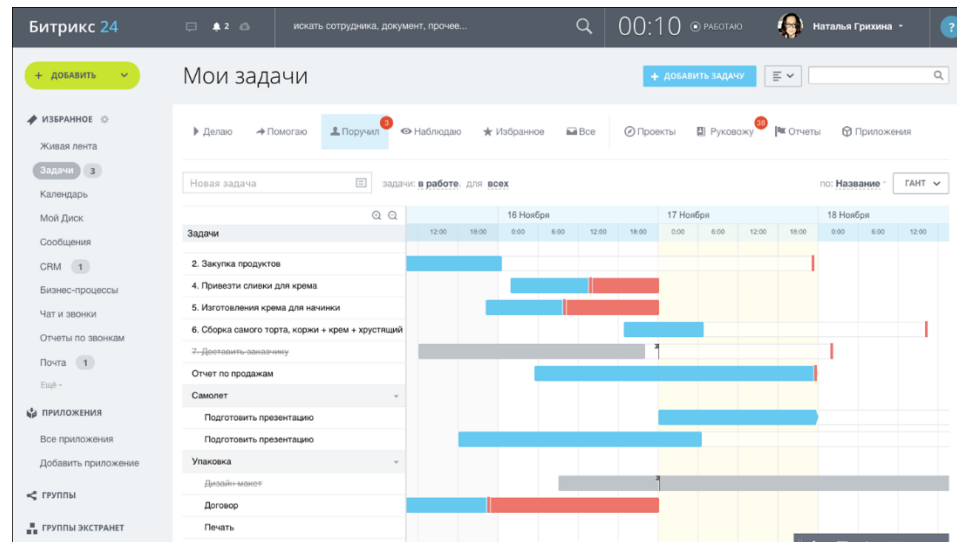 Битрикс 24
2
искать сотрудника, документ, прочее...
00:10
РАБОТАЮ
Наталья Грихина
?
+ ДОБАВИТЬ
Мои задачи
+ ДОБАВИТЬ ЗАДАЧУ
ИЗБРАННОЕ
Живая лента
Задачи 3
Календарь
Мой Диск
Сообщения
CRM 1
Бизнес-процессы
Чат и звонки
Отчеты по звонкам
Почта 1
Ещё
ПРИЛОЖЕНИЯ
Все приложения
Добавить приложение
ГРУППЫ
ГРУППЫ ЭКСТРАНЕТ
Делаю Помогаю Поручил 3 Наблюдаю Избранное Все Проекты Руковожу 36 Отчеты Приложения
Новая задача
задачи: в работе. для всех
по: Название
ГАНТ
16 Ноября 17 Ноября 18 Ноября
Задачи
12:00 18:00 0:00 6:00 12:00 18:00 0:00 6:00 12:00 18:00 0:00 6:00 12:00
2. Закупка продуктов
4. Привезти сливки для крема
5. Изготовления крема для начинки
6. Сборка самого торта, коржи + крем + хрустящий
7. Доставить заказчику
Отчет по продажам
Самолет
Подготовить презентацию
Подготовить презентацию
Упаковка
Дизайн макет
Договор
Печать